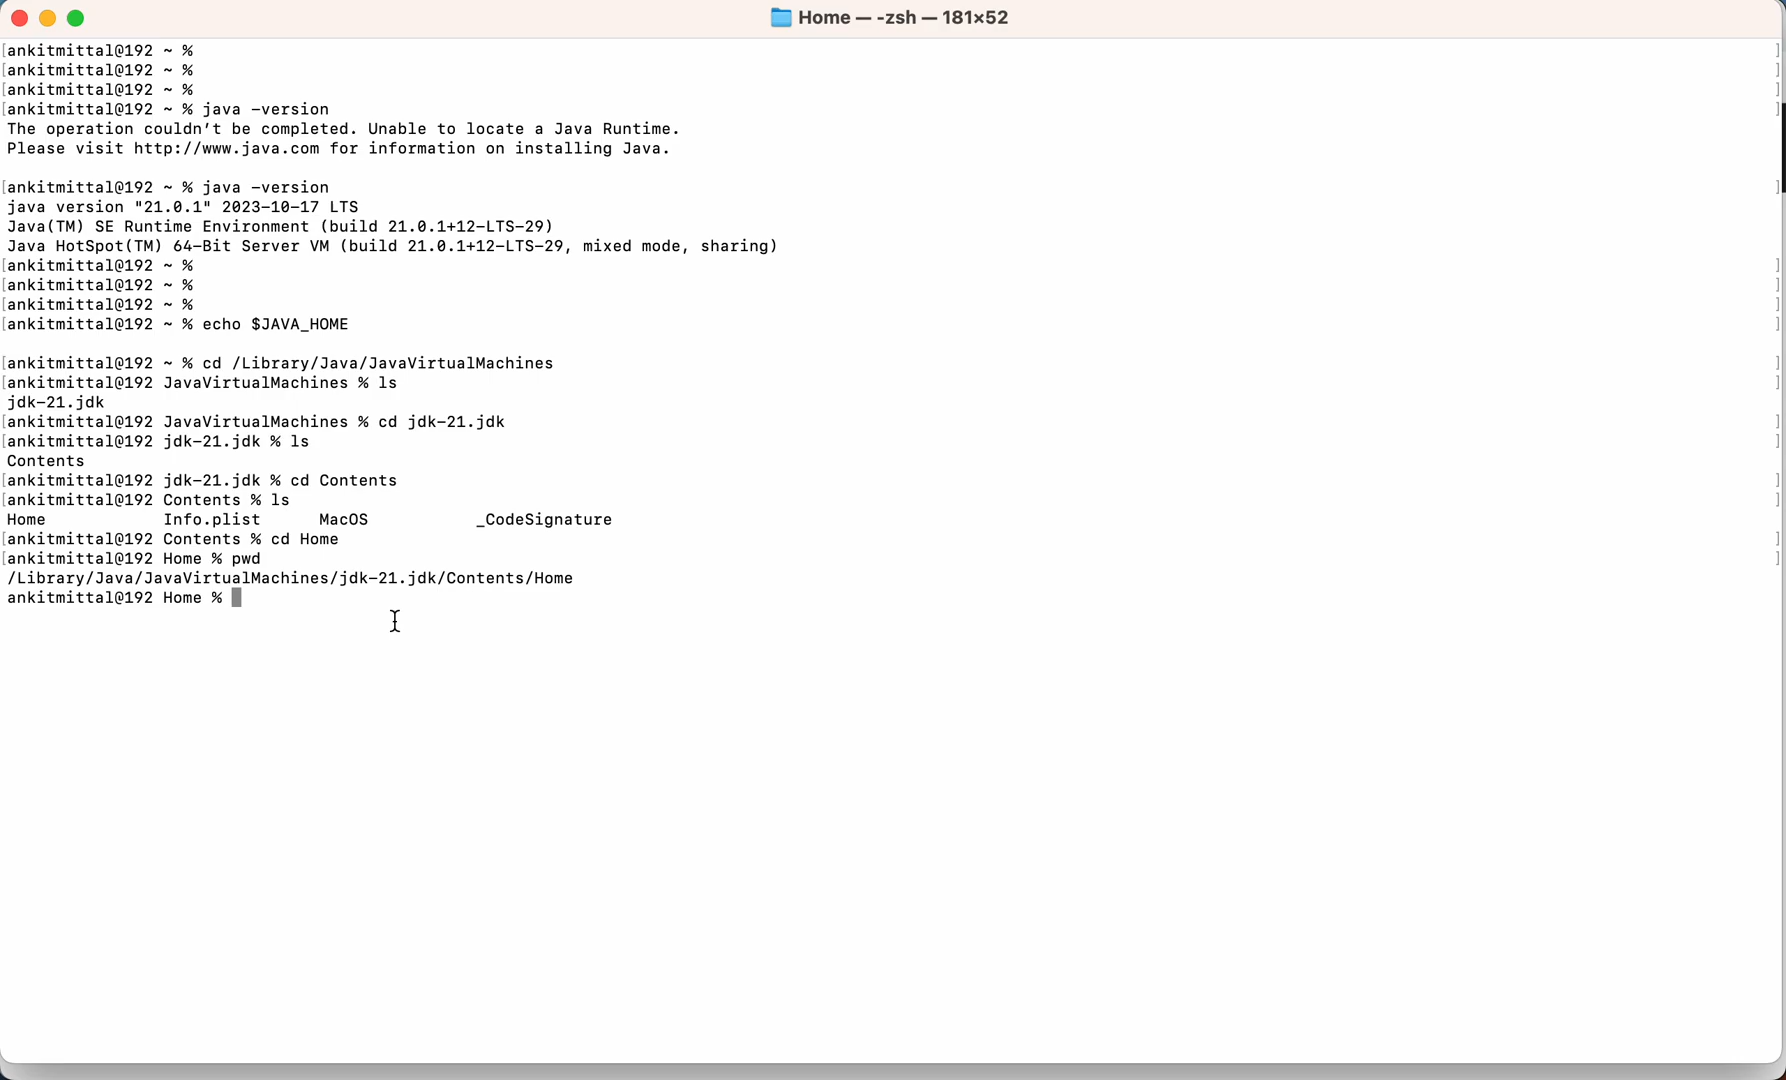 Home — -zsh — 181×52
[ankitmittal@192 ~ % ]
[ankitmittal@192 ~ % ]
[ankitmittal@192 ~ % ]
[ankitmittal@192 ~ % java -version ]
The operation couldn't be completed. Unable to locate a Java Runtime.
Please visit http://www.java.com for information on installing Java.
[ankitmittal@192 ~ % java -version ]
java version "21.0.1" 2023-10-17 LTS
Java(TM) SE Runtime Environment (build 21.0.1+12-LTS-29)
Java HotSpot(TM) 64-Bit Server VM (build 21.0.1+12-LTS-29, mixed mode, sharing)
[ankitmittal@192 ~ % ]
[ankitmittal@192 ~ % ]
[ankitmittal@192 ~ % ]
[ankitmittal@192 ~ % echo $JAVA_HOME ]
[ankitmittal@192 ~ % cd /Library/Java/JavaVirtualMachines ]
[ankitmittal@192 JavaVirtualMachines % ls ]
jdk-21.jdk
[ankitmittal@192 JavaVirtualMachines % cd jdk-21.jdk ]
[ankitmittal@192 jdk-21.jdk % ls ]
Contents
[ankitmittal@192 jdk-21.jdk % cd Contents ]
[ankitmittal@192 Contents % ls ]
Home Info.plist MacOS _CodeSignature
[ankitmittal@192 Contents % cd Home ]
[ankitmittal@192 Home % pwd ]
/Library/Java/JavaVirtualMachines/jdk-21.jdk/Contents/Home
ankitmittal@192 Home %